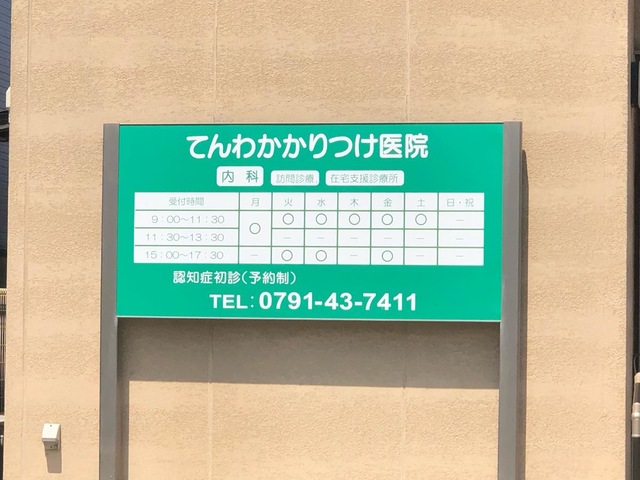 てんわかかりつけ医院
内科 訪問診療 在宅支援診療所
受付時間 月 火 水 木 金 土 日・祝
9:00〜11:30 ○ ○ ○ ○ ○ ○ −
11:30〜13:30 − − − − − −
15:00〜17:30 − ○ ○ − ○ − −
認知症初診(予約制)
TEL:0791-43-7411